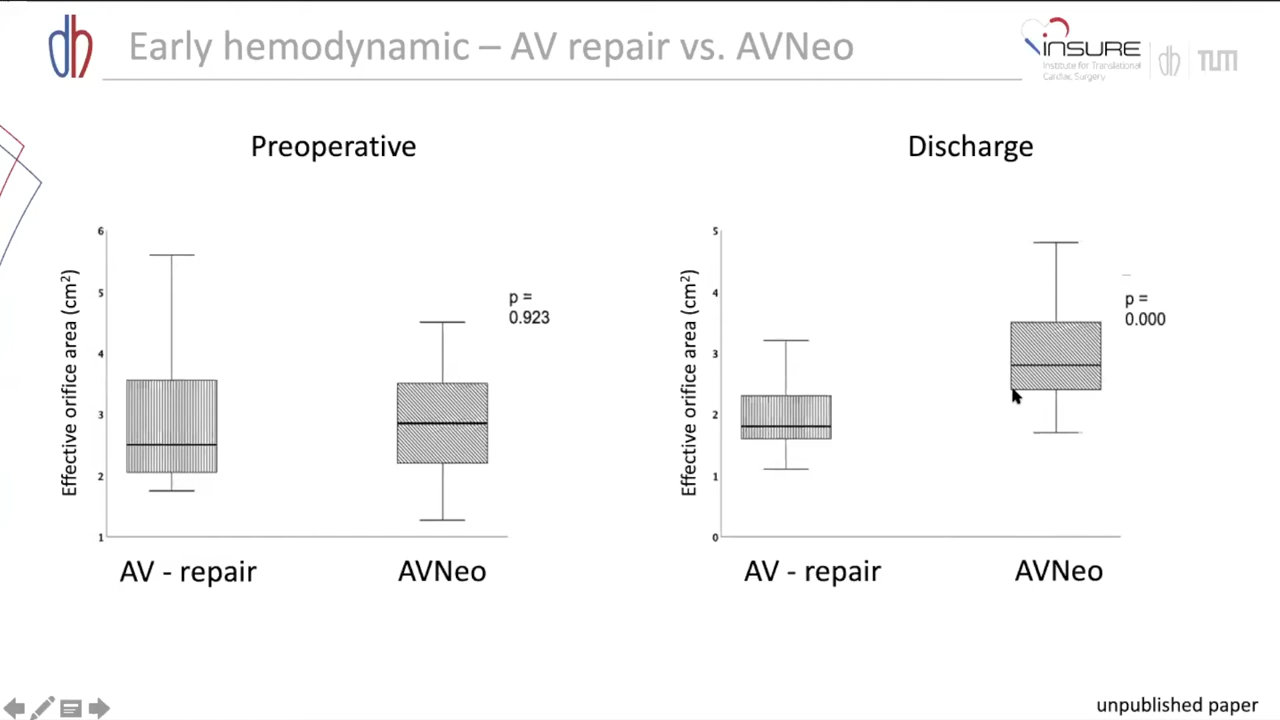 Early hemodynamic – AV repair vs. AVNeo
INSURE
Institute for Translational
Cardiac Surgery
TUM
Preoperative
Discharge
Effective orifice area (cm²)
6
5
4
3
2
1
p =
0.923
AV - repair
AVNeo
Effective orifice area (cm²)
5
4
3
2
1
0
p =
0.000
AV - repair
AVNeo
unpublished paper